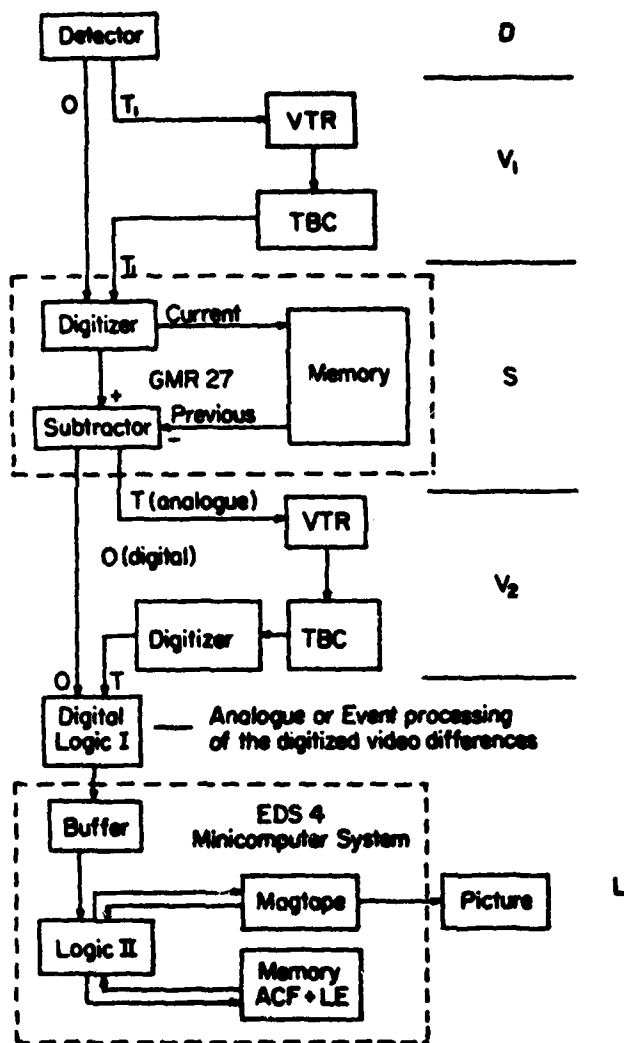 Detector
D
O
T₁
VTR
V₁
TBC
T₁
Digitizer
Current
Memory
GMR 27
S
+
Previous
Subtractor
−
T (analogue)
VTR
O (digital)
V₂
Digitizer
TBC
O
T
Digital
Logic I
— Analogue or Event processing
of the digitized video differences
Buffer
EDS 4
Minicomputer System
Magtape
Picture
L
Logic II
Memory
ACF + LE